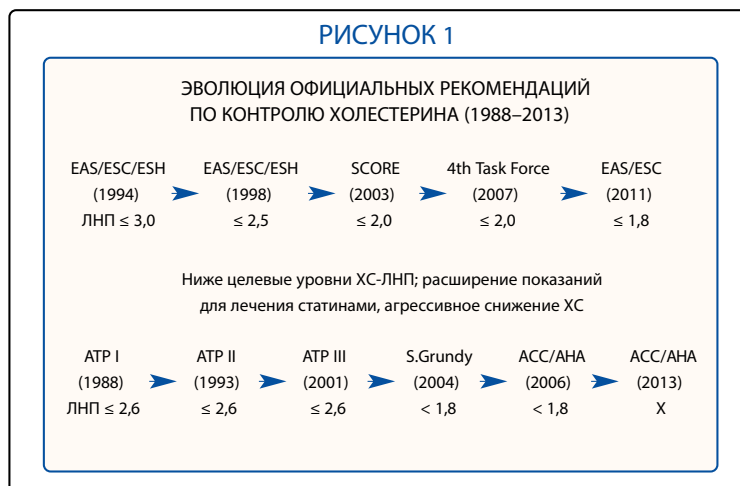 РИСУНОК 1
ЭВОЛЮЦИЯ ОФИЦИАЛЬНЫХ РЕКОМЕНДАЦИЙ
ПО КОНТРОЛЮ ХОЛЕСТЕРИНА (1988–2013)
EAS/ESC/ESH EAS/ESC/ESH SCORE 4th Task Force EAS/ESC
(1994) (1998) (2003) (2007) (2011)
ЛНП ≤ 3,0 ≤ 2,5 ≤ 2,0 ≤ 2,0 ≤ 1,8
Ниже целевые уровни ХС-ЛНП; расширение показаний
для лечения статинами, агрессивное снижение ХС
ATP I ATP II ATP III S.Grundy ACC/AHA ACC/AHA
(1988) (1993) (2001) (2004) (2006) (2013)
ЛНП ≤ 2,6 ≤ 2,6 ≤ 2,6 < 1,8 < 1,8 X